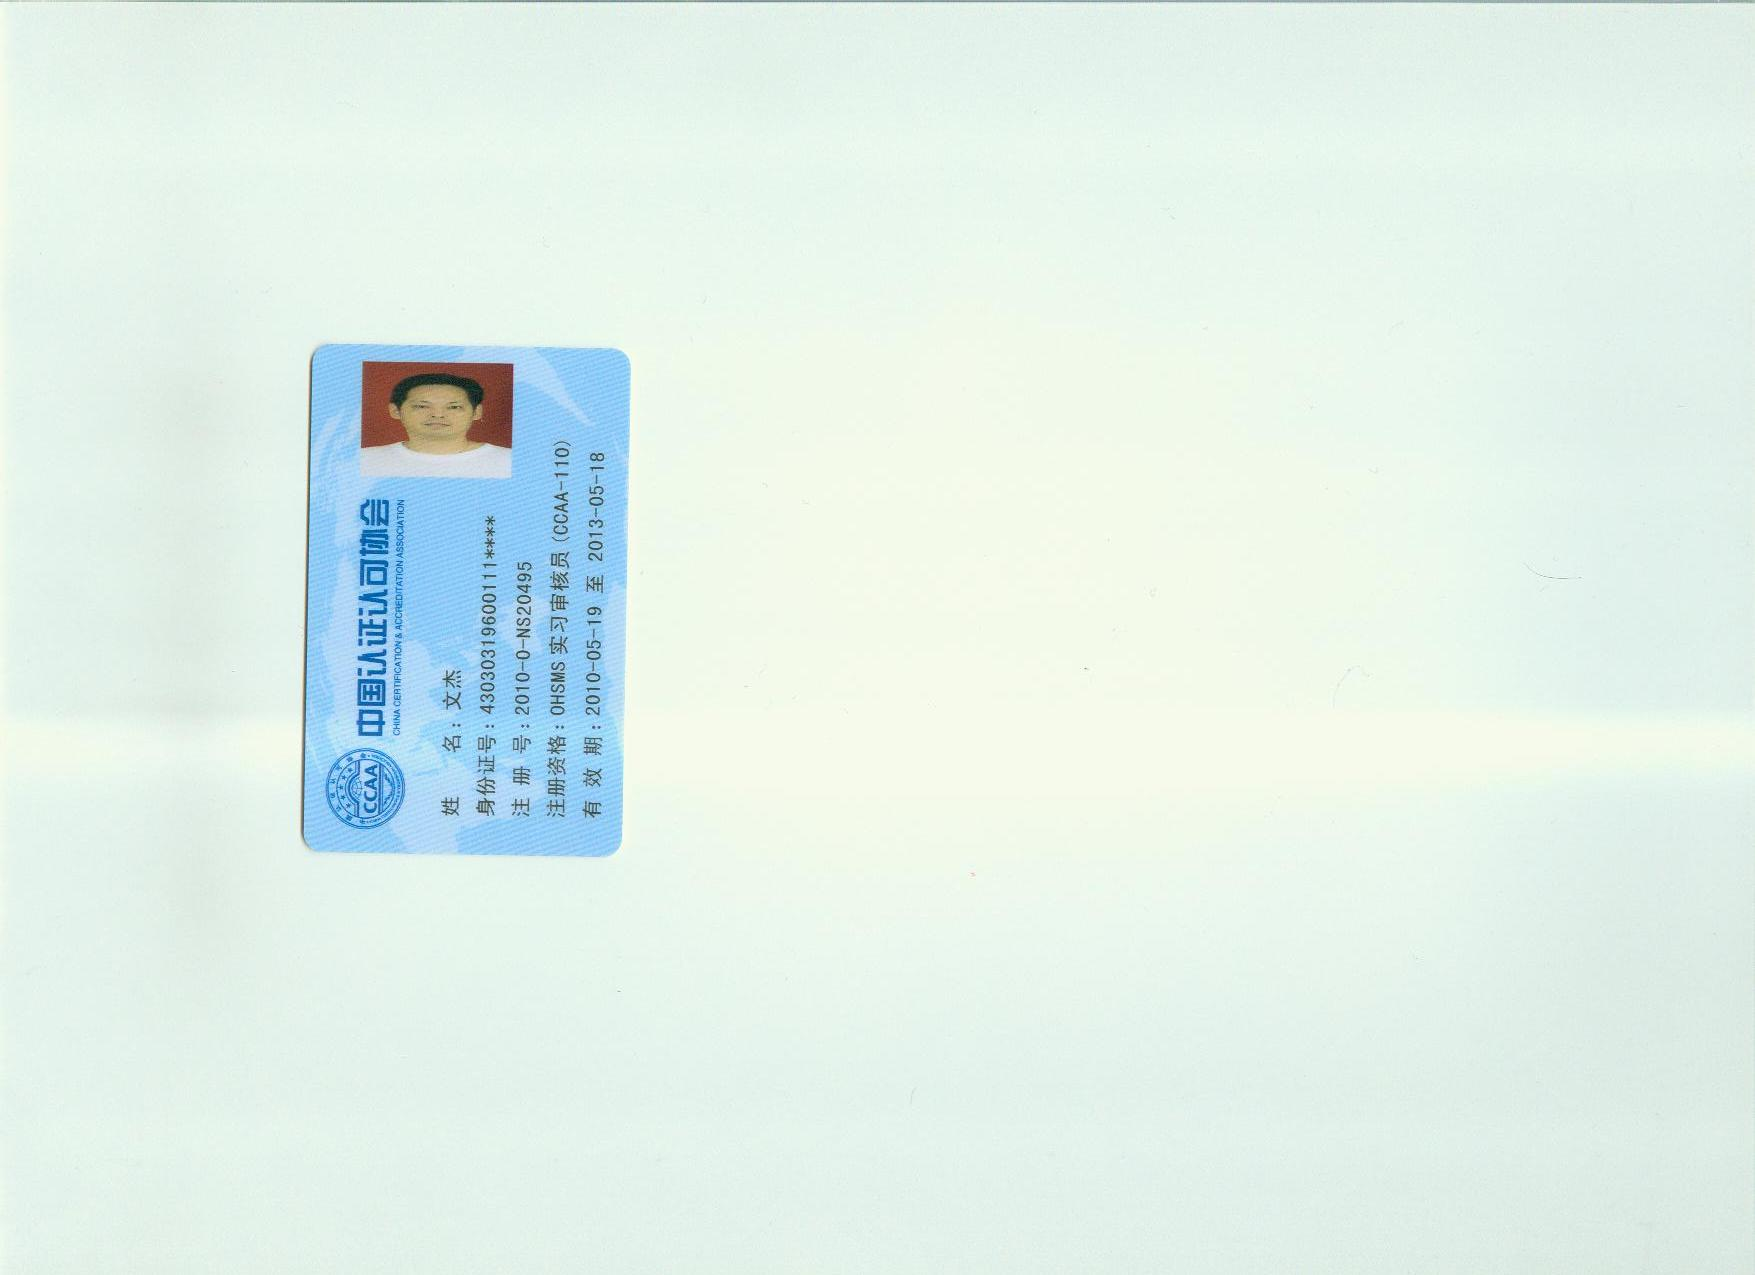 中国认证认可协会
CHINA CERTIFICATION & ACCREDITATION ASSOCIATION
CCAA
姓 名：文杰
身份证号：43030319600111****
注 册 号：2010-0-NS20495
注册资格：OHSMS 实习审核员（CCAA-110）
有 效 期：2010-05-19 至 2013-05-18